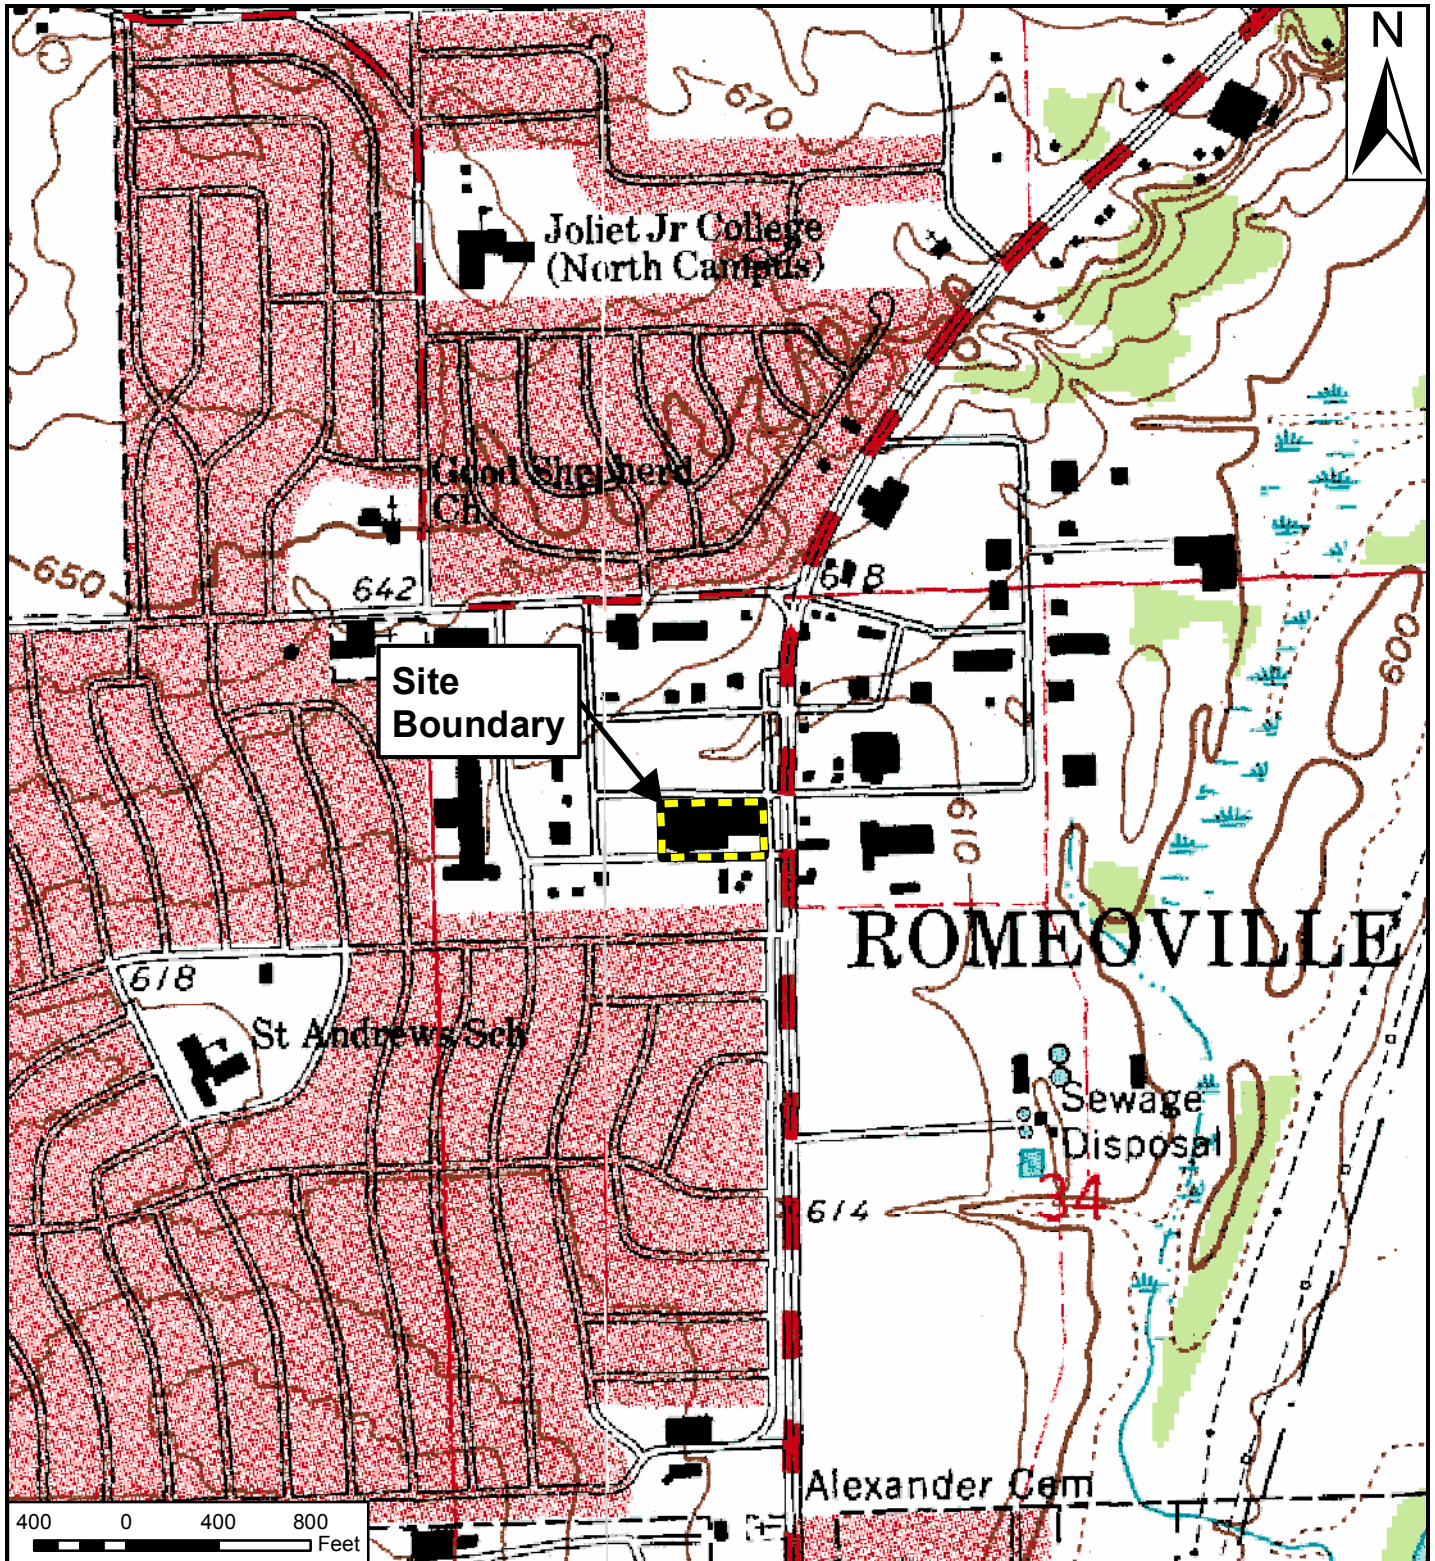 N
670
Joliet Jr College
(North Campus)
Good Shepherd
Ch
650
642
618
600
Site
Boundary
610
ROMEOVILLE
618
St Andrews Sch
Sewage
Disposal
34
614
Alexander Cem
400 0 400 800
Feet